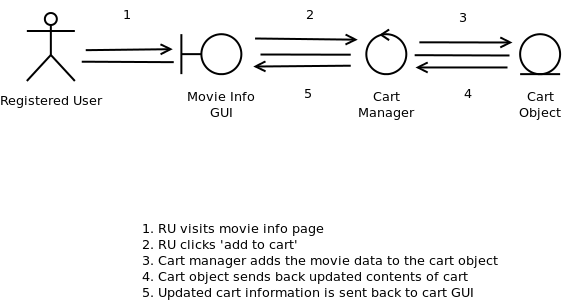 1
2
3
Registered User
Movie Info
GUI
5
Cart
Manager
4
Cart
Object
1. RU visits movie info page
2. RU clicks 'add to cart'
3. Cart manager adds the movie data to the cart object
4. Cart object sends back updated contents of cart
5. Updated cart information is sent back to cart GUI